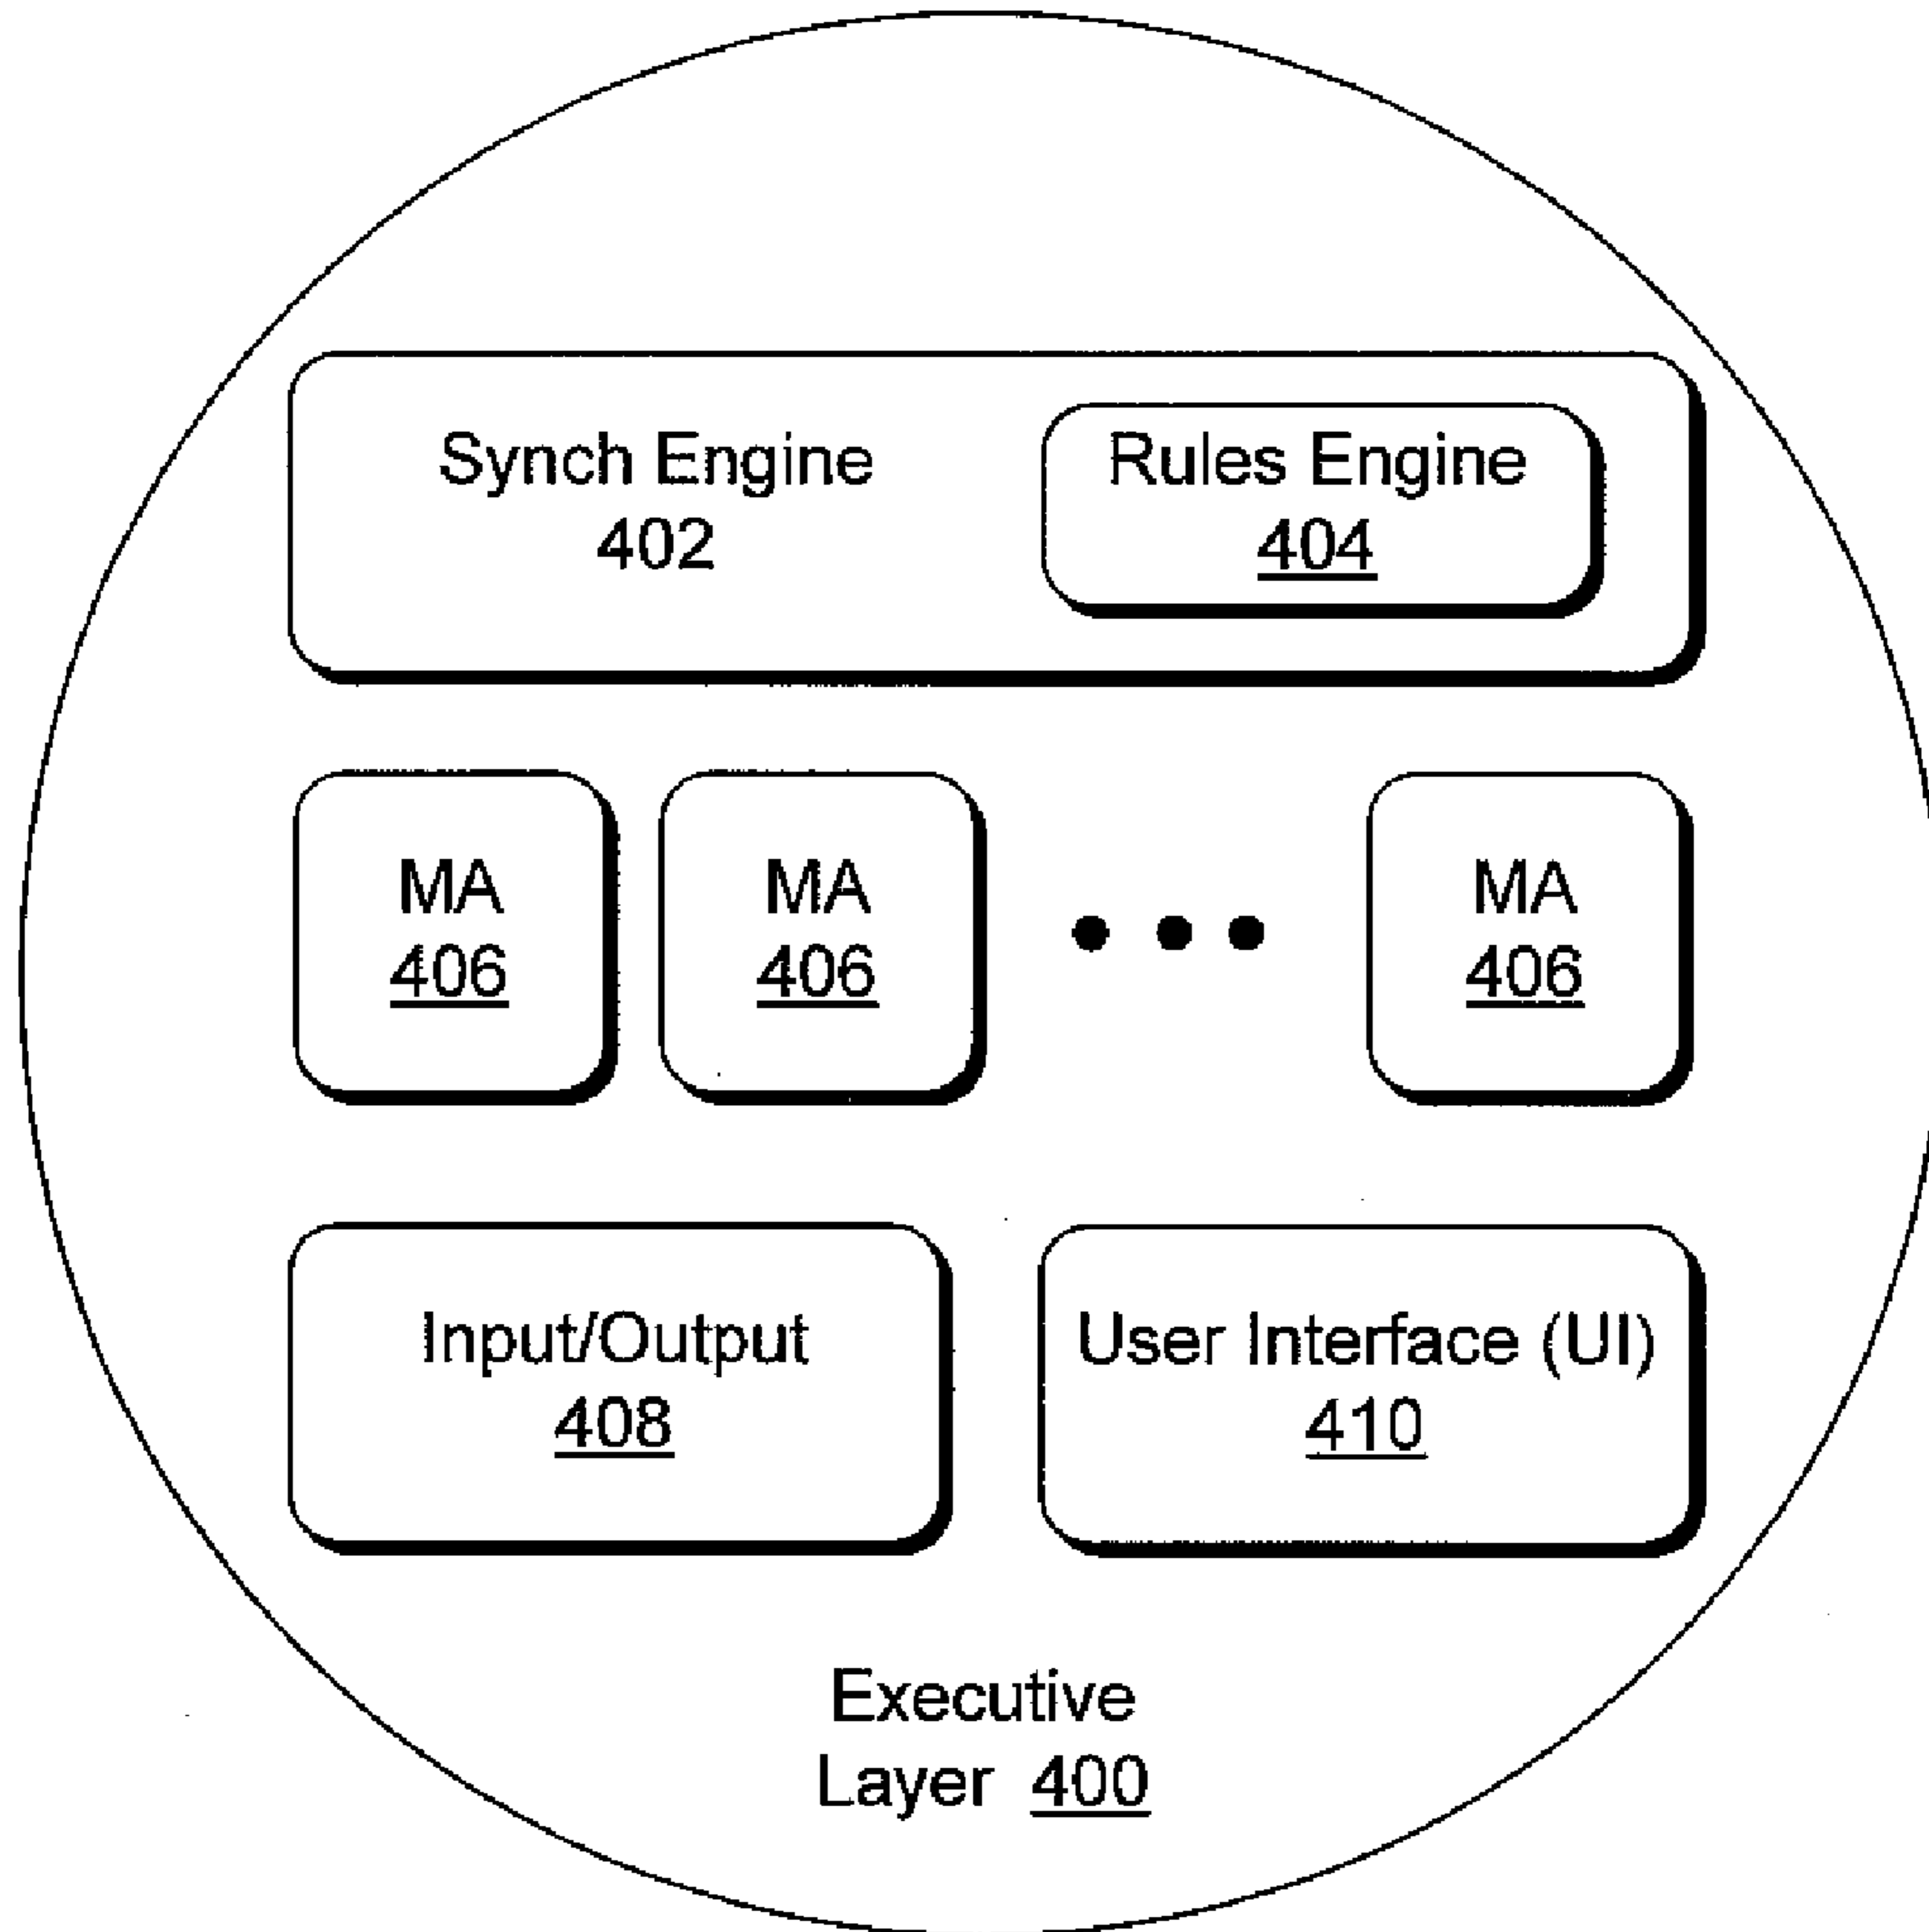 Synch Engine
402
Rules Engine
404
MA
406
MA
406
MA
406
Input/Output
408
User Interface (UI)
410
Executive
Layer 400